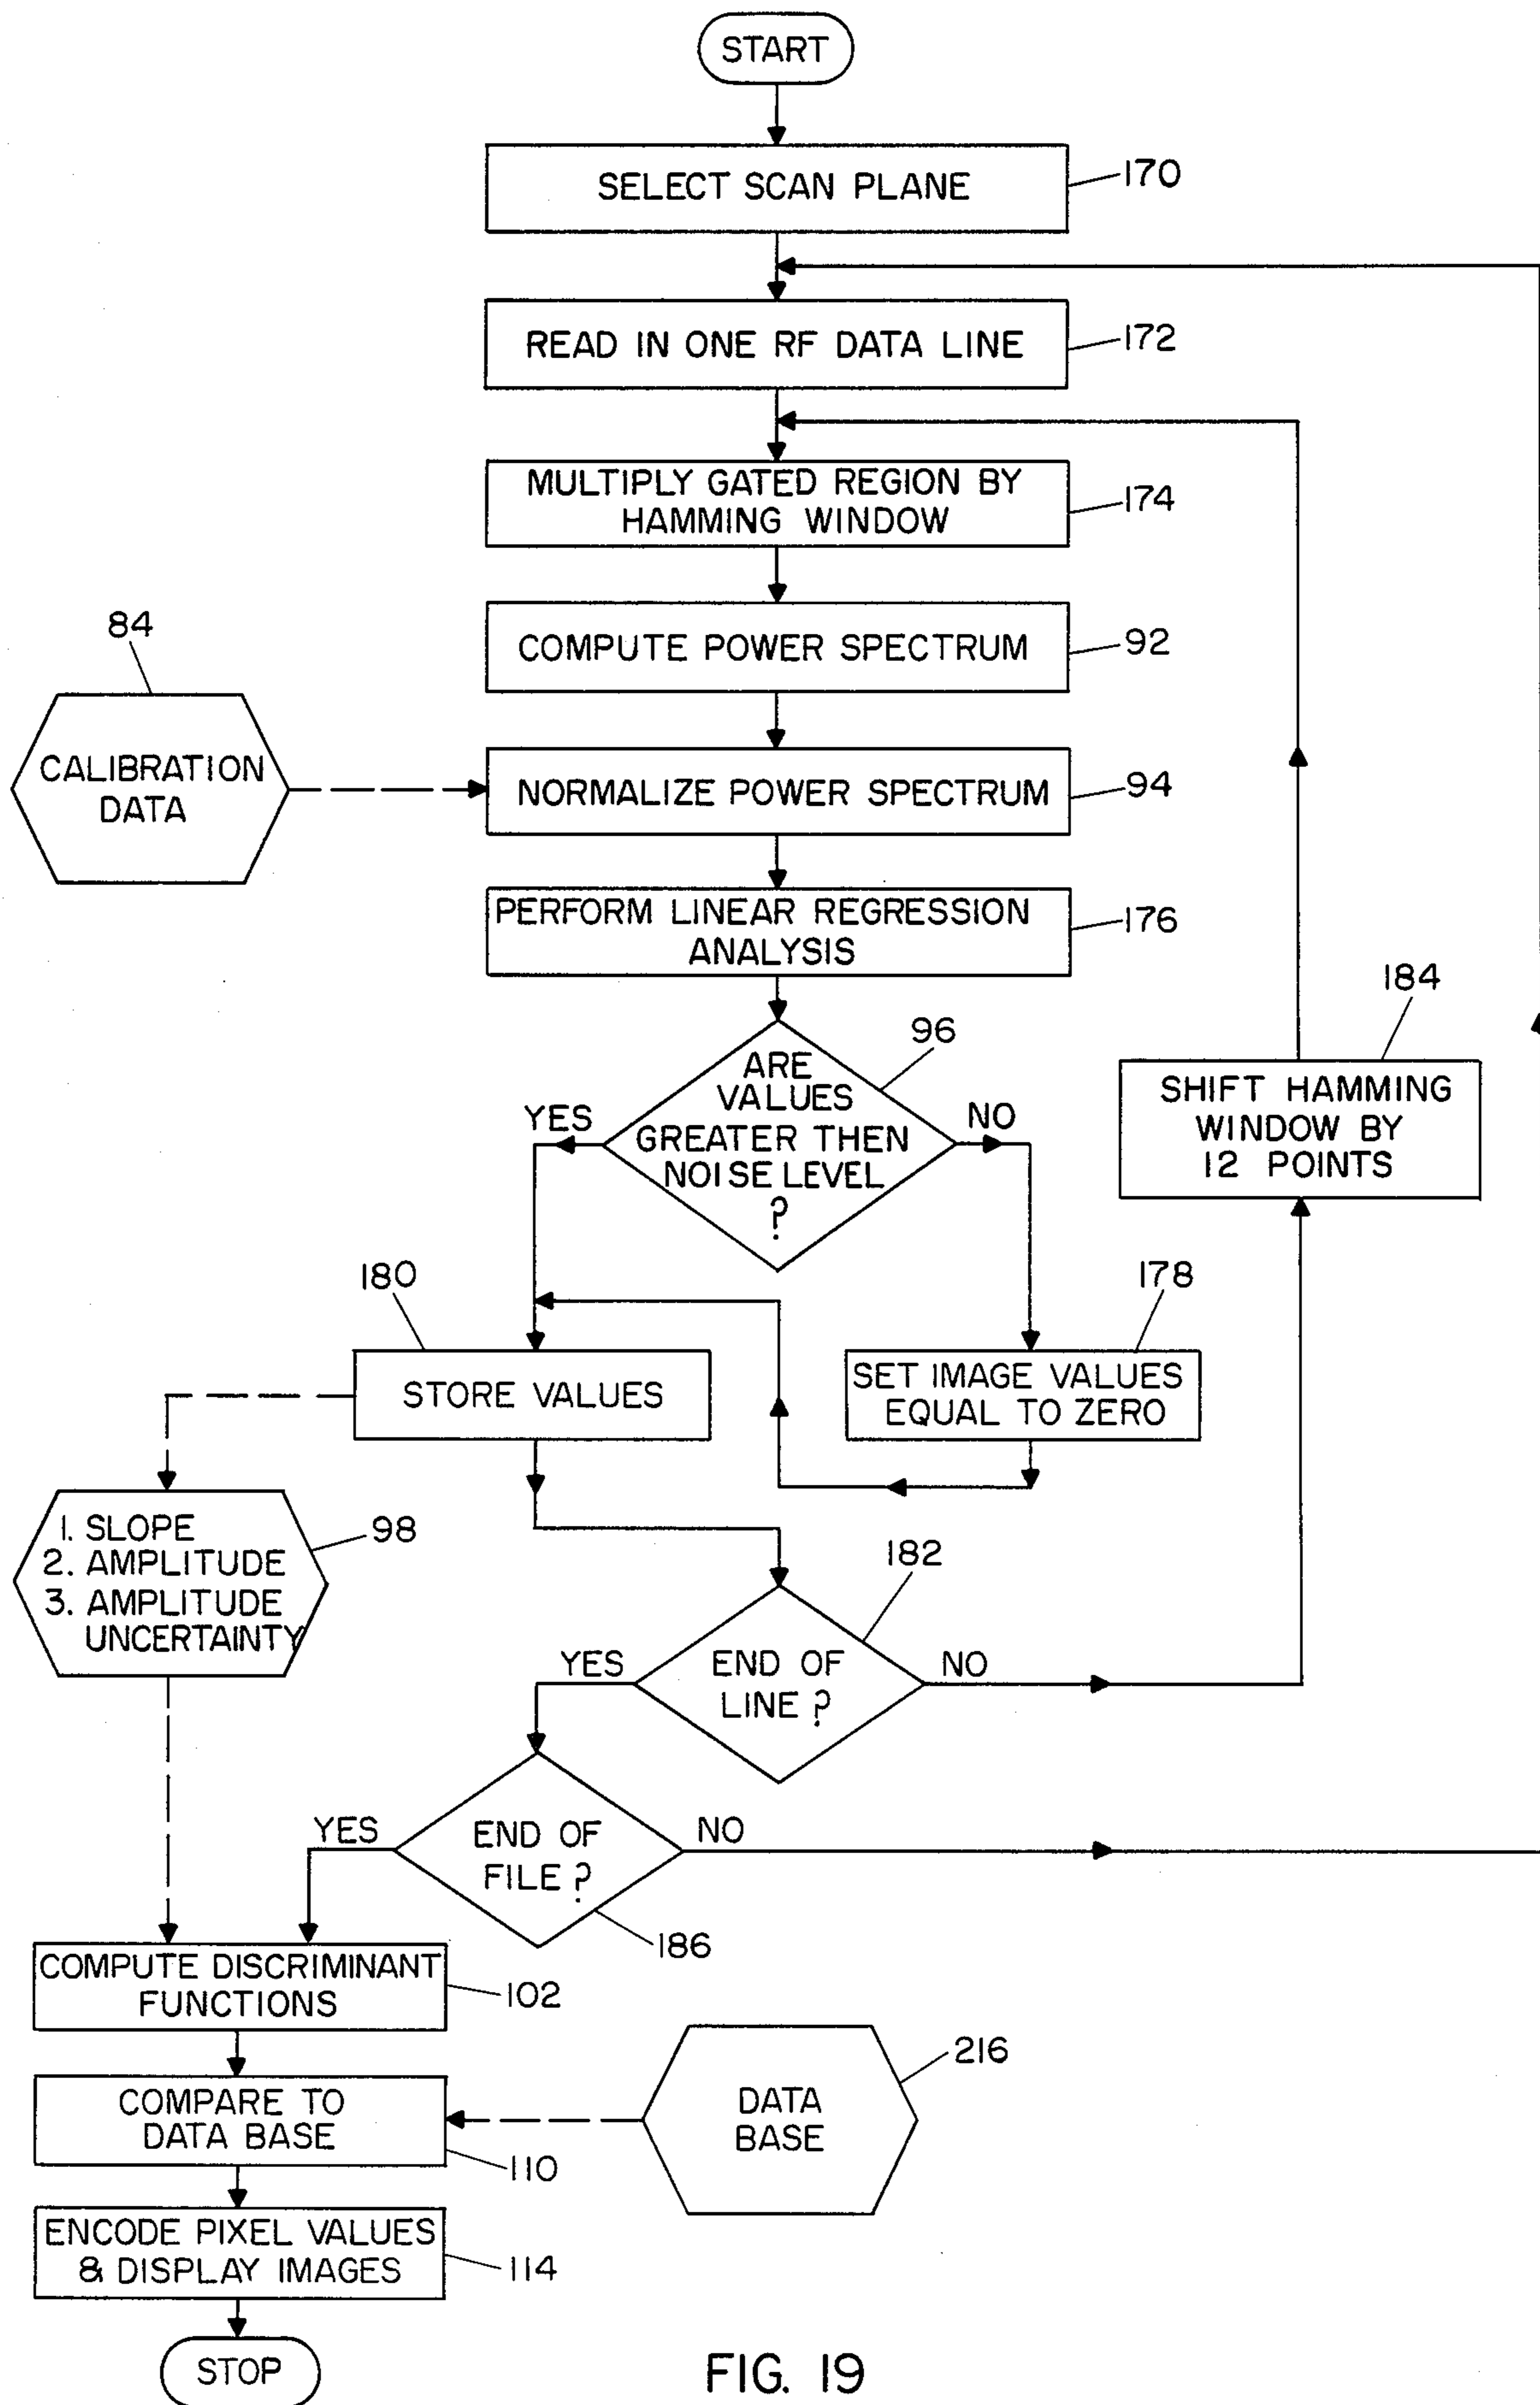 START
SELECT SCAN PLANE
170
READ IN ONE RF DATA LINE
172
MULTIPLY GATED REGION BY
HAMMING WINDOW
174
84
COMPUTE POWER SPECTRUM
92
CALIBRATION
DATA
NORMALIZE POWER SPECTRUM
94
PERFORM LINEAR REGRESSION
ANALYSIS
176
184
96
ARE
VALUES
GREATER THEN
NOISE LEVEL
?
YES
NO
SHIFT HAMMING
WINDOW BY
12 POINTS
180
178
STORE VALUES
SET IMAGE VALUES
EQUAL TO ZERO
1. SLOPE
2. AMPLITUDE
3. AMPLITUDE
UNCERTAINTY
98
182
YES
END OF
LINE ?
NO
YES
END OF
FILE ?
NO
186
COMPUTE DISCRIMINANT
FUNCTIONS
102
216
COMPARE TO
DATA BASE
110
DATA
BASE
ENCODE PIXEL VALUES
& DISPLAY IMAGES
114
STOP
FIG. 19